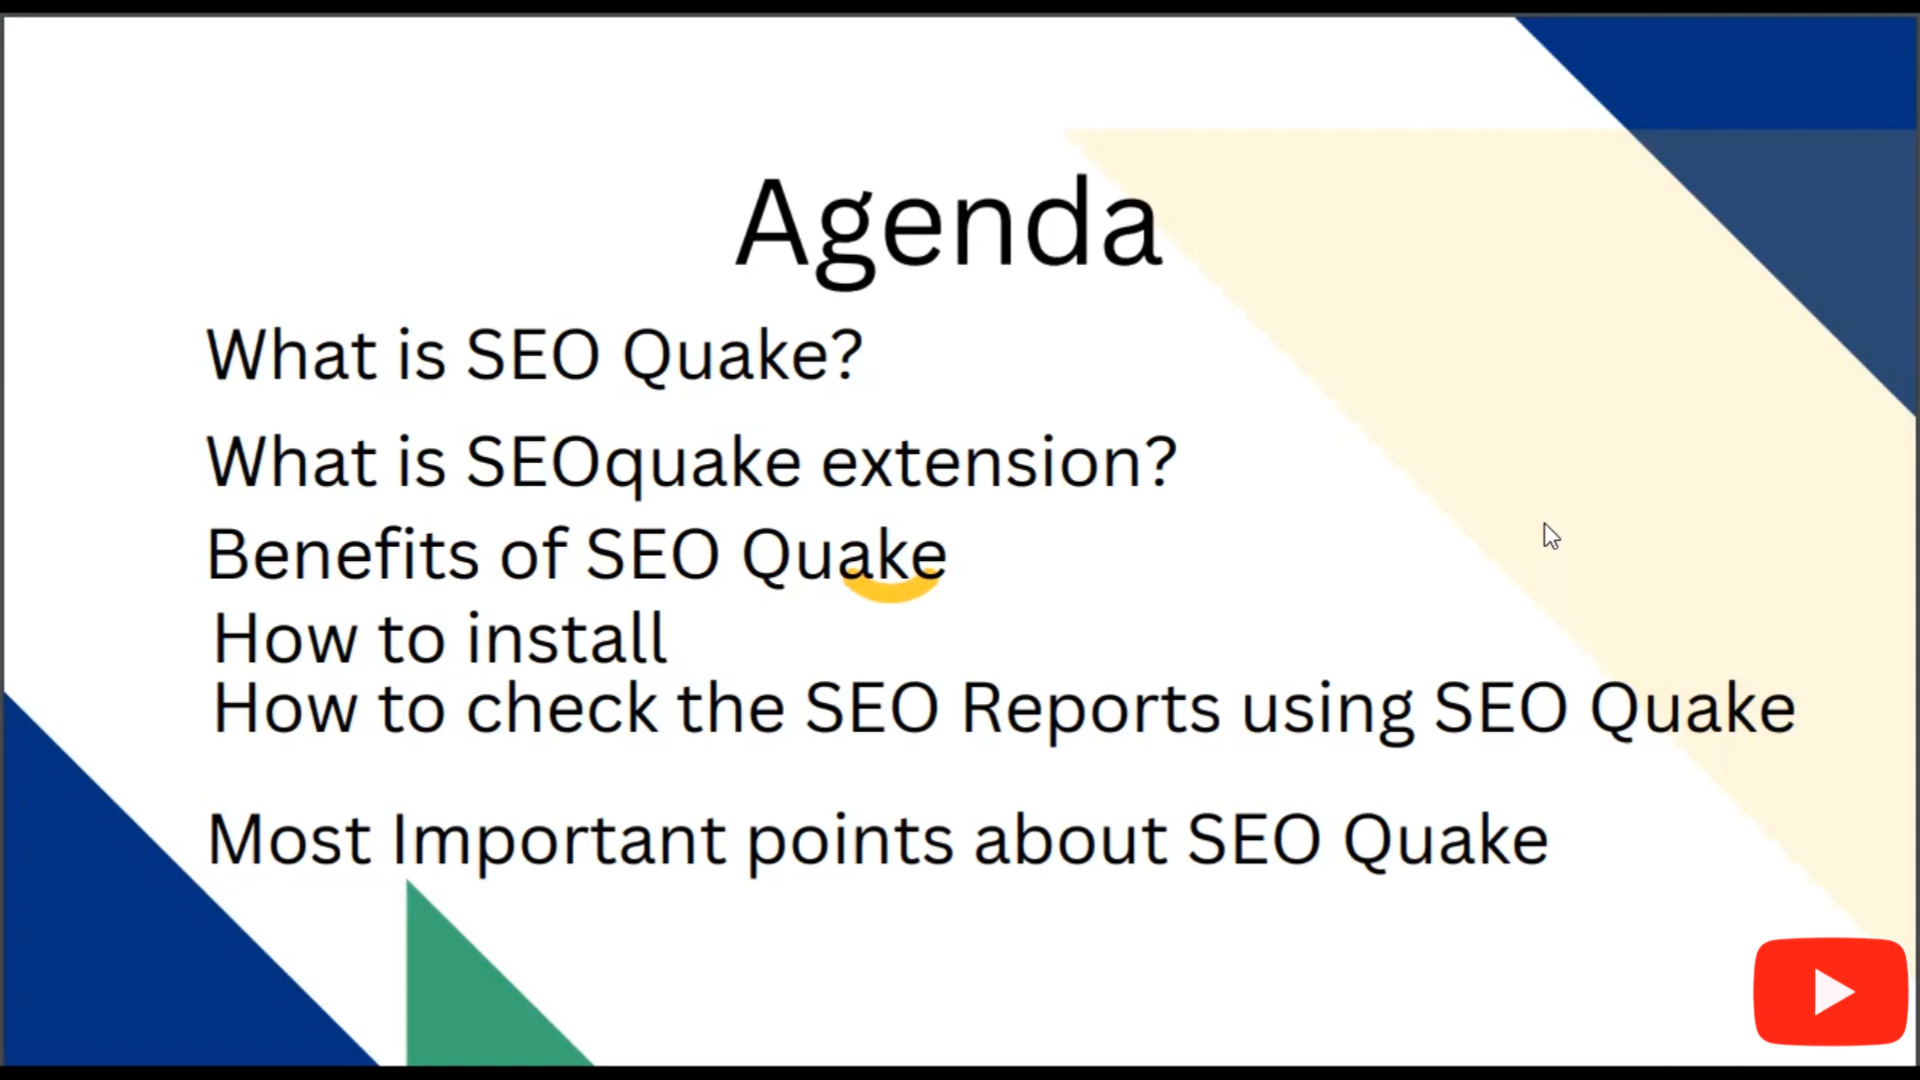 Agenda
What is SEO Quake?
What is SEOquake extension?
Benefits of SEO Quake
How to install
How to check the SEO Reports using SEO Quake
Most Important points about SEO Quake